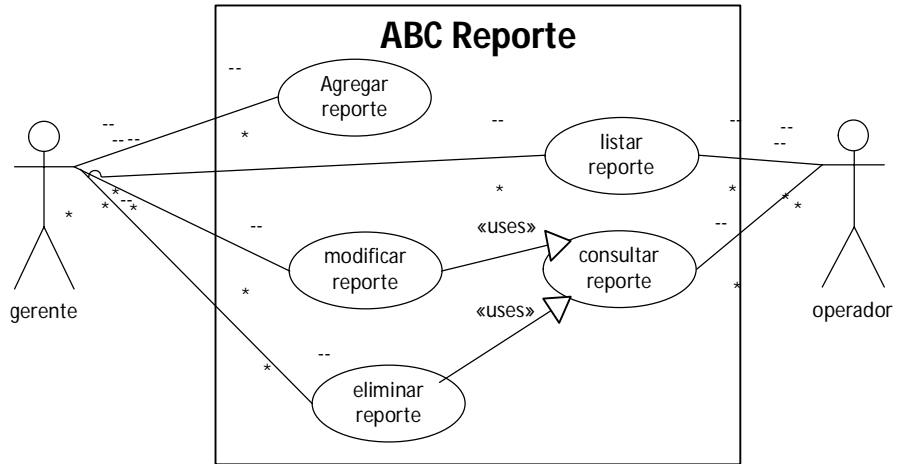 ABC Reporte
Agregar
reporte
listar
reporte
«uses»
modificar
reporte
consultar
reporte
«uses»
gerente
operador
eliminar
reporte